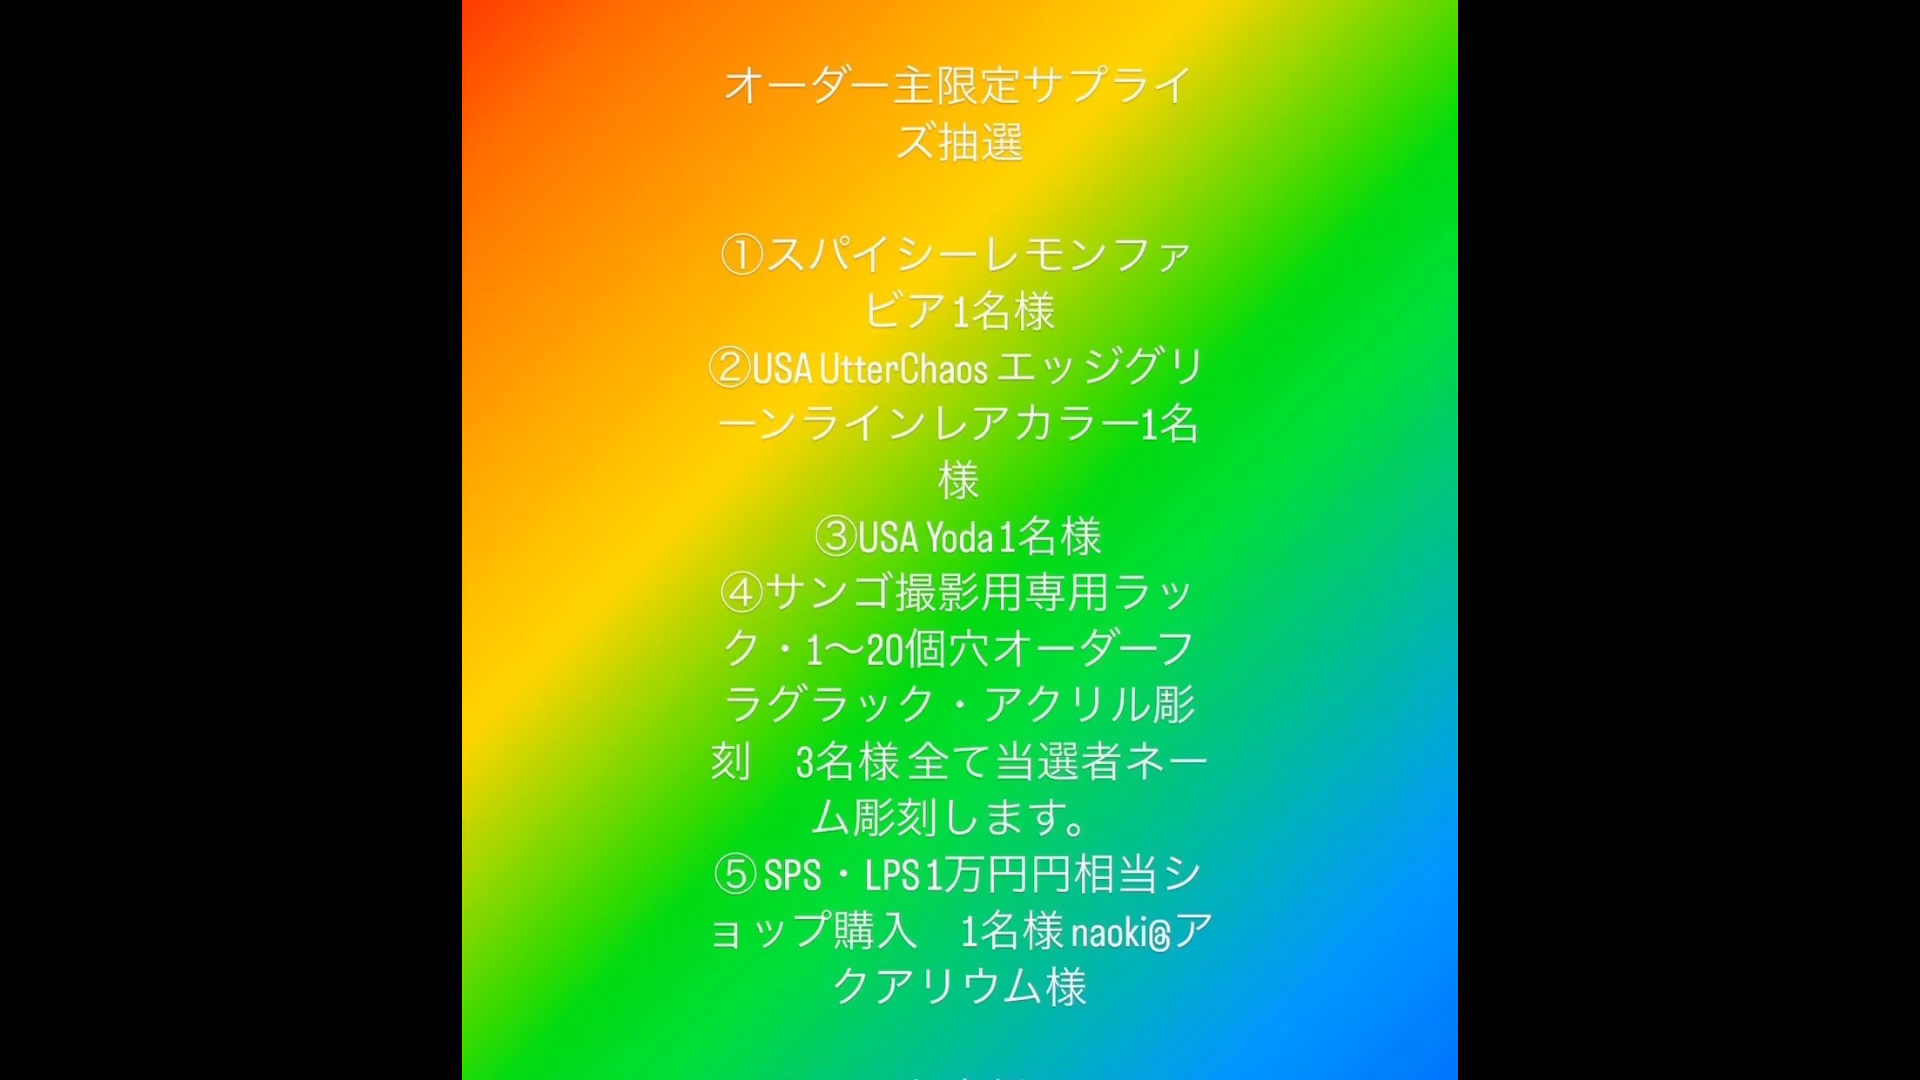 オーダー主限定サプライ
ズ抽選
①スパイシーレモンファ
ビア1名様
②USA UtterChaos エッジグリ
ーンラインレアカラー1名
様
③USA Yoda1名様
④サンゴ撮影用専用ラッ
ク・1〜20個穴オーダーフ
ラグラック・アクリル彫
刻　3名様 全て当選者ネー
ム彫刻します。
⑤SPS・LPS1万円円相当シ
ョップ購入　1名様 naoki@ア
クアリウム様